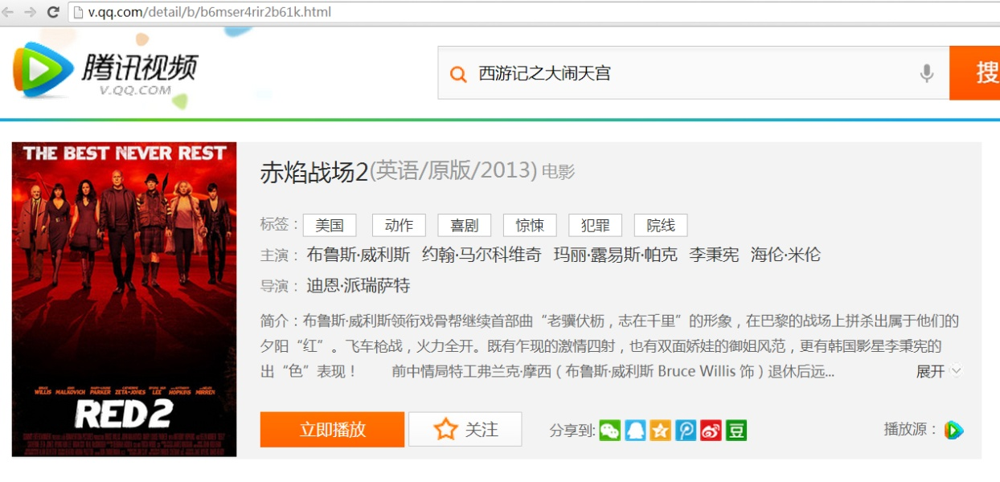 v.qq.com/detail/b/b6mser4rir2b61k.html
腾讯视频
V.QQ.COM
西游记之大闹天宫
搜
THE BEST NEVER REST
赤焰战场2(英语/原版/2013) 电影
标签： 美国 动作 喜剧 惊悚 犯罪 院线
主演： 布鲁斯·威利斯 约翰·马尔科维奇 玛丽·露易斯·帕克 李秉宪 海伦·米伦
导演： 迪恩·派瑞萨特
简介：布鲁斯·威利斯领衔戏骨帮继续首部曲“老骥伏枥，志在千里”的形象，在巴黎的战场上拼杀出属于他们的
夕阳“红”。飞车枪战，火力全开。既有乍现的激情四射，也有双面娇娃的御姐风范，更有韩国影星李秉宪的
出“色”表现！ 前中情局特工弗兰克·摩西（布鲁斯·威利斯 Bruce Willis 饰）退休后远... 展开
WILLIS MALKOVICH PARKER ZETA-JONES LEE HOPKINS MIRREN
RED 2
立即播放 关注 分享到: 豆 播放源：